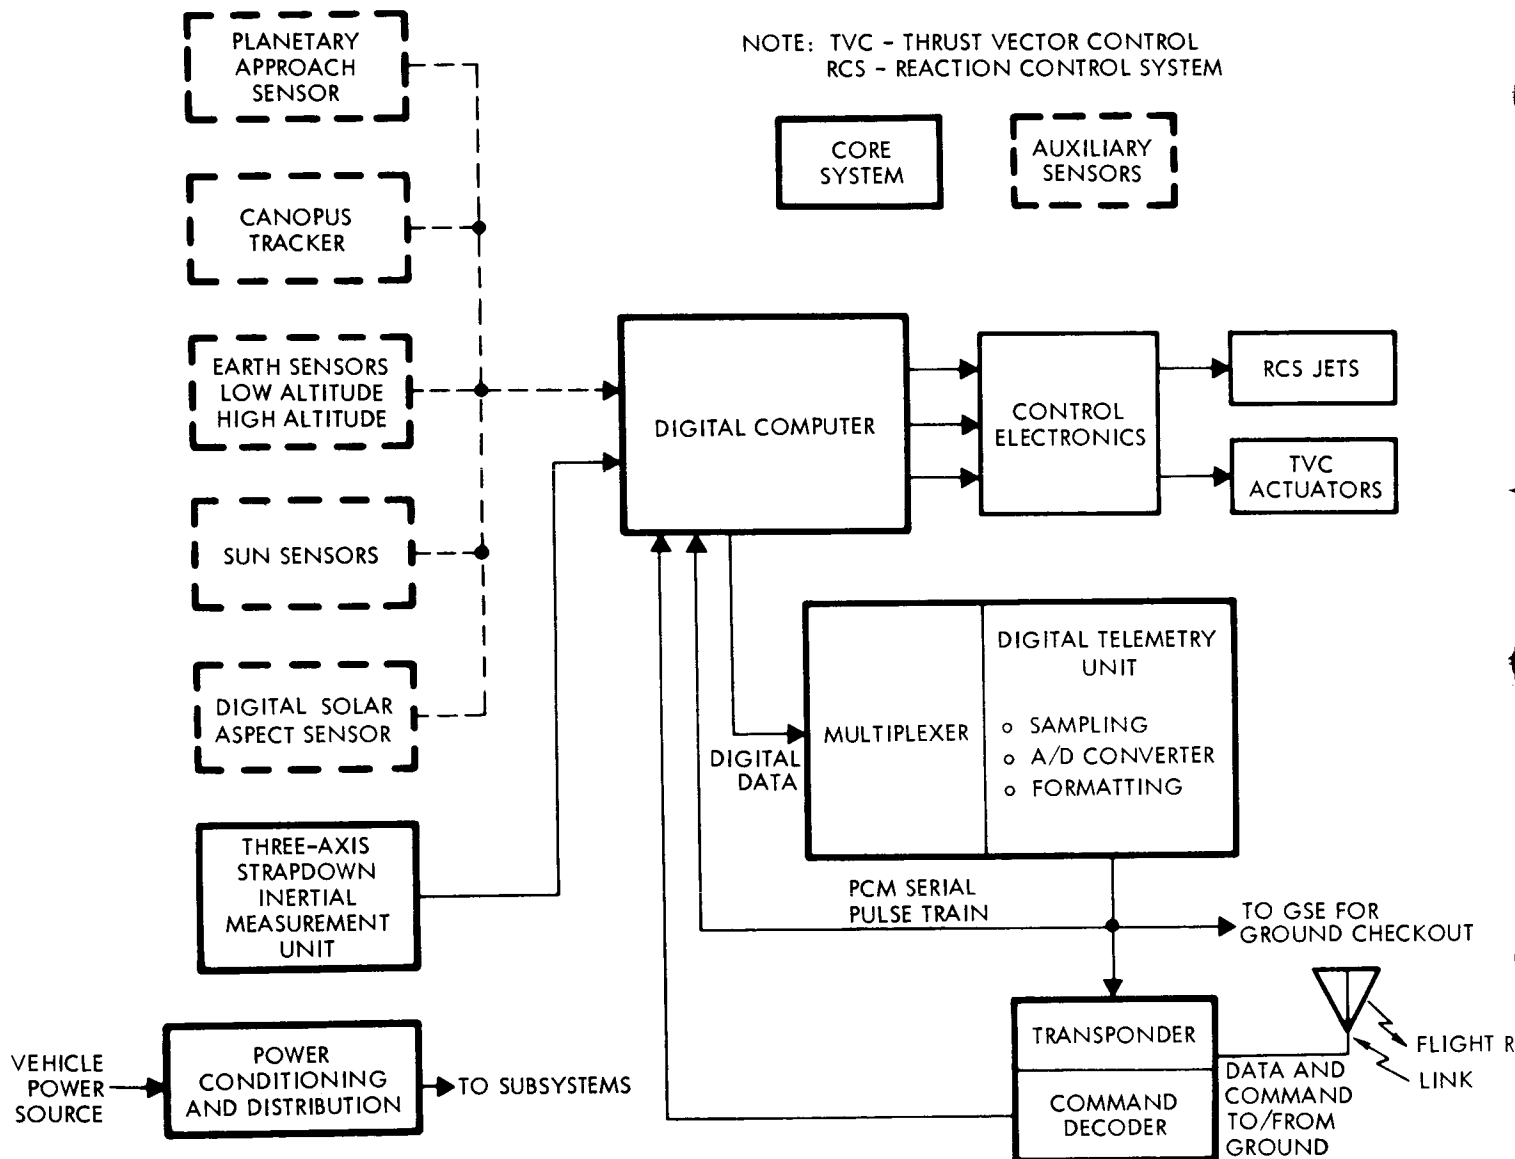 PLANETARY
APPROACH
SENSOR
NOTE: TVC - THRUST VECTOR CONTROL
RCS - REACTION CONTROL SYSTEM
CORE
SYSTEM
AUXILIARY
SENSORS
CANOPUS
TRACKER
EARTH SENSORS
LOW ALTITUDE
HIGH ALTITUDE
DIGITAL COMPUTER
CONTROL
ELECTRONICS
RCS JETS
TVC
ACTUATORS
SUN SENSORS
DIGITAL SOLAR
ASPECT SENSOR
DIGITAL
DATA
MULTIPLEXER
DIGITAL TELEMETRY
UNIT
o SAMPLING
o A/D CONVERTER
o FORMATTING
THREE-AXIS
STRAPDOWN
INERTIAL
MEASUREMENT
UNIT
PCM SERIAL
PULSE TRAIN
TO GSE FOR
GROUND CHECKOUT
TRANSPONDER
COMMAND
DECODER
FLIGHT R
LINK
DATA AND
COMMAND
TO/FROM
GROUND
VEHICLE
POWER
SOURCE
POWER
CONDITIONING
AND DISTRIBUTION
TO SUBSYSTEMS